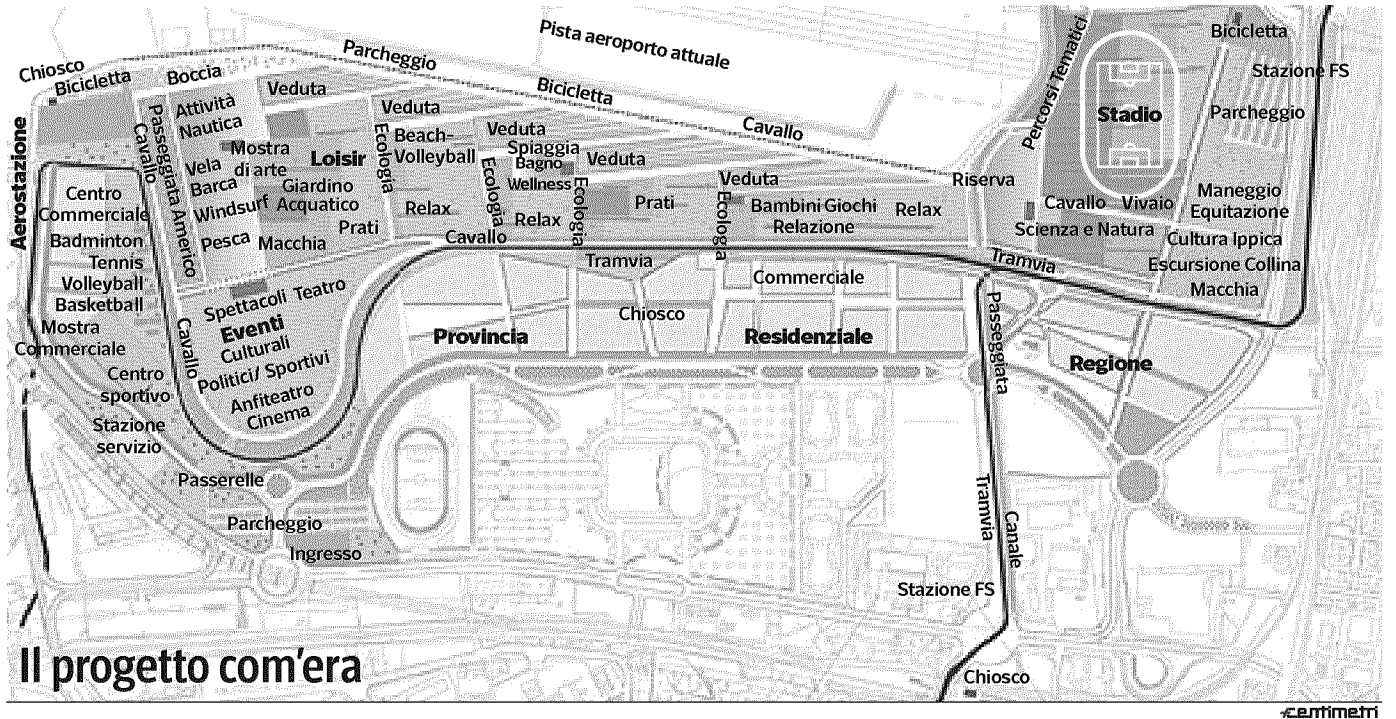 Pista aeroporto attuale
Parcheggio
Bicicletta
Cavallo
Chiosco
Bicicletta
Boccia
Aerostazione
Passeggiata Americo
Cavallo
Attività
Nautica
Veduta
Veduta
Mostra
di arte
Loisir
Ecologia
Beach-
Volleyball
Veduta
Spiaggia
Bagno
Wellness
Veduta
Vela
Barca
Windsurf
Giardino
Acquatico
Pesca
Macchia
Prati
Relax
Ecologia
Relax
Ecologia
Prati
Veduta
Ecologia
Bambini Giochi
Relazione
Relax
Riserva
Percorsi Tematici
Stadio
Bicicletta
Stazione FS
Parcheggio
Maneggio
Equitazione
Cavallo
Vivaio
Scienza e Natura
Cultura Ippica
Escursione Collina
Macchia
Centro
Commerciale
Badminton
Tennis
Volleyball
Basketball
Mostra
Commerciale
Centro
sportivo
Stazione
servizio
Cavallo
Spettacoli Teatro
Eventi
Culturali
Politici/ Sportivi
Anfiteatro
Cinema
Cavallo
Tramvia
Tramvia
Commerciale
Chiosco
Provincia
Residenziale
Passeggiata
Regione
Passerelle
Parcheggio
Ingresso
Tramvia
Canale
Stazione FS
Chiosco
Il progetto com'era
centimetri